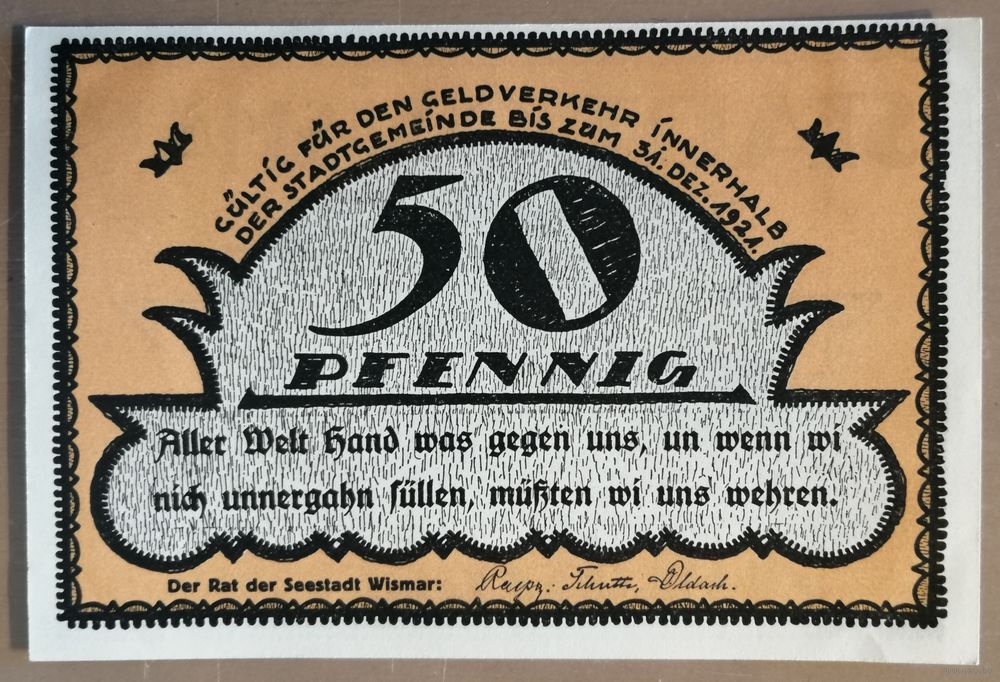 GÜLTIG FÜR DEN GELDVERKEHR INNERHALB
DER STADTGEMEINDE BIS ZUM 31. DEZ. 1921.
50
PFENNIG
Aller Welt Hand was gegen uns, un wenn wi
nich unnergahn süllen, müßten wi uns wehren.
Der Rat der Seestadt Wismar: